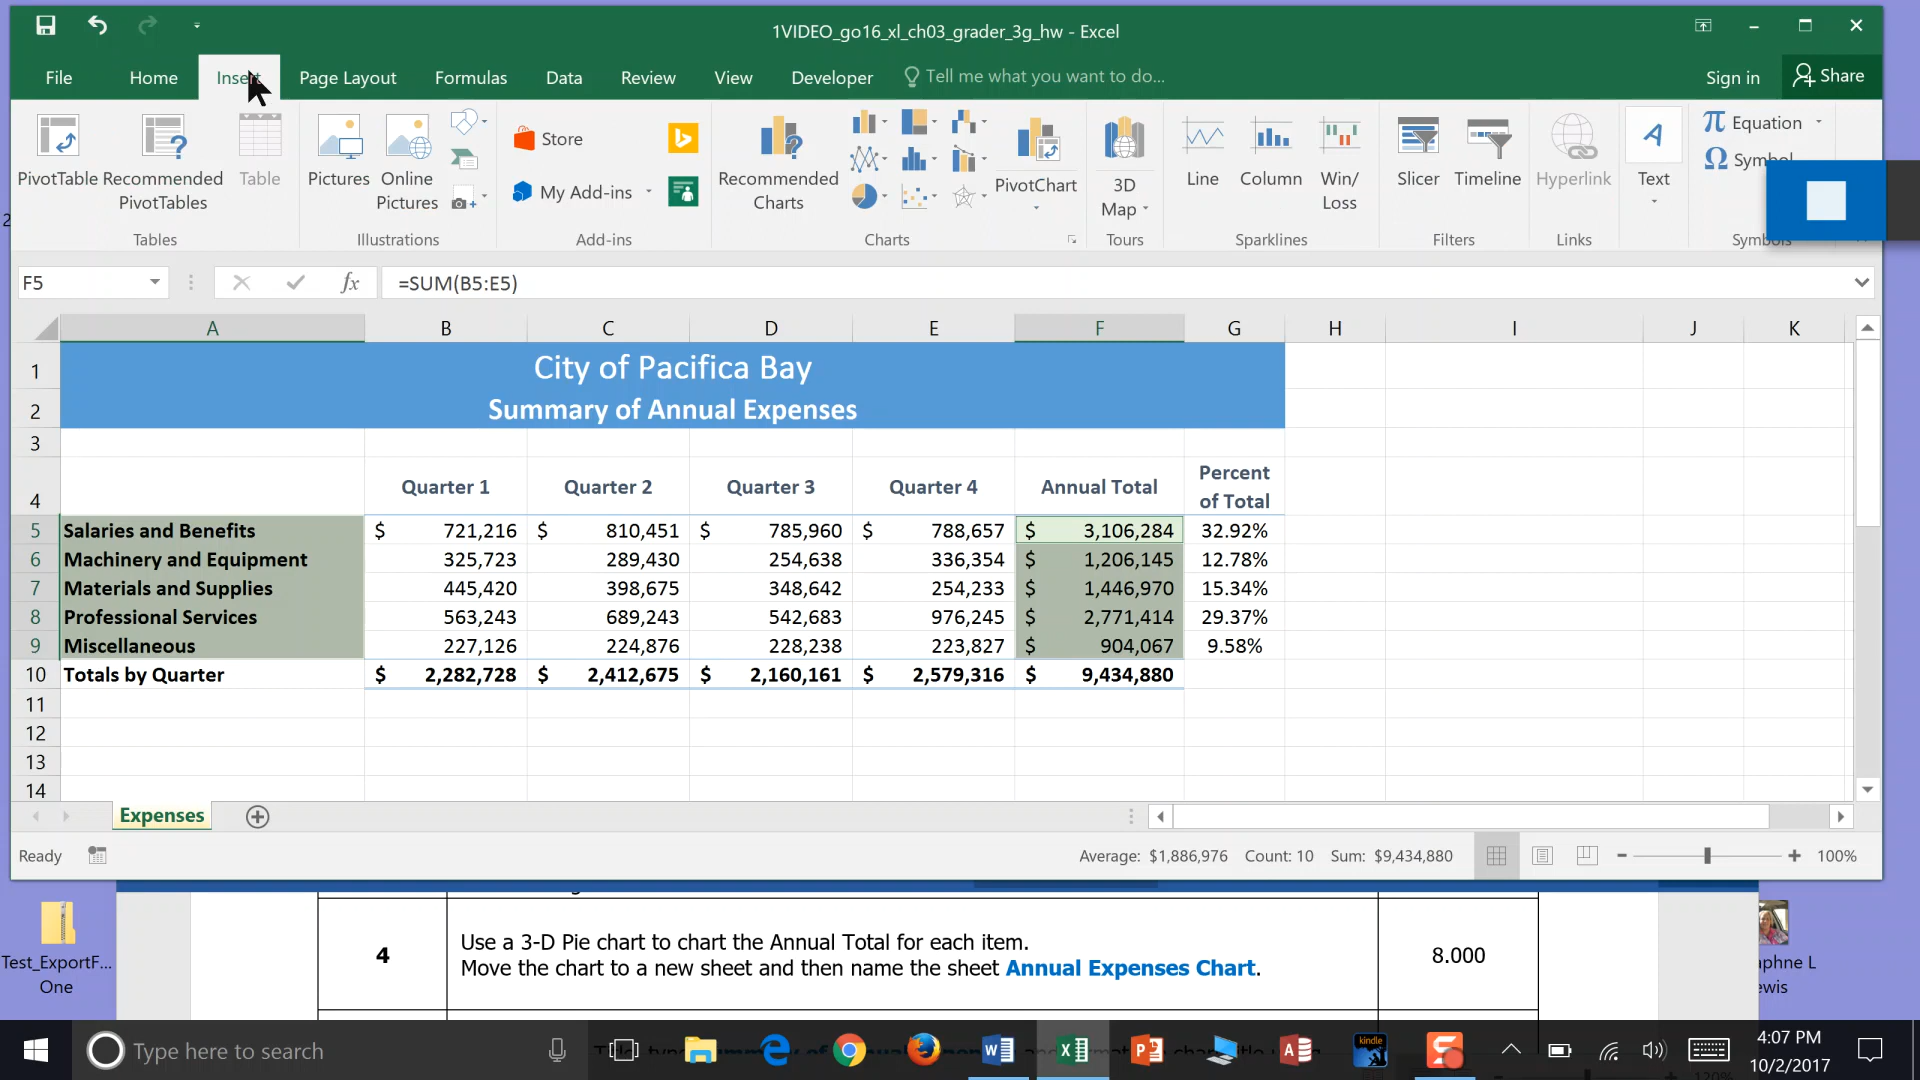 1VIDEO_go16_xl_ch03_grader_3g_hw - Excel
File Home Insert Page Layout Formulas Data Review View Developer Tell me what you want to do... Sign in Share
PivotTable Recommended PivotTables Table
Pictures Online Pictures
Store
My Add-ins
Recommended Charts
PivotChart
3D Map
Line Column Win/ Loss
Slicer Timeline Hyperlink Text
Equation
Symbol
Tables Illustrations Add-ins Charts Tours Sparklines Filters Links Symbols
F5 fx =SUM(B5:E5)
A B C D E F G H I J K
1 City of Pacifica Bay
2 Summary of Annual Expenses
3
4 Quarter 1 Quarter 2 Quarter 3 Quarter 4 Annual Total Percent of Total
5 Salaries and Benefits $ 721,216 $ 810,451 $ 785,960 $ 788,657 $ 3,106,284 32.92%
6 Machinery and Equipment 325,723 289,430 254,638 336,354 $ 1,206,145 12.78%
7 Materials and Supplies 445,420 398,675 348,642 254,233 $ 1,446,970 15.34%
8 Professional Services 563,243 689,243 542,683 976,245 $ 2,771,414 29.37%
9 Miscellaneous 227,126 224,876 228,238 223,827 $ 904,067 9.58%
10 Totals by Quarter $ 2,282,728 $ 2,412,675 $ 2,160,161 $ 2,579,316 $ 9,434,880
11
12
13
14
Expenses
Ready Average: $1,886,976 Count: 10 Sum: $9,434,880 100%
4 Use a 3-D Pie chart to chart the Annual Total for each item. 8.000
Move the chart to a new sheet and then name the sheet Annual Expenses Chart.
Test_ExportF...
One
aphne L
ewis
Type here to search
kindle
4:07 PM
10/2/2017